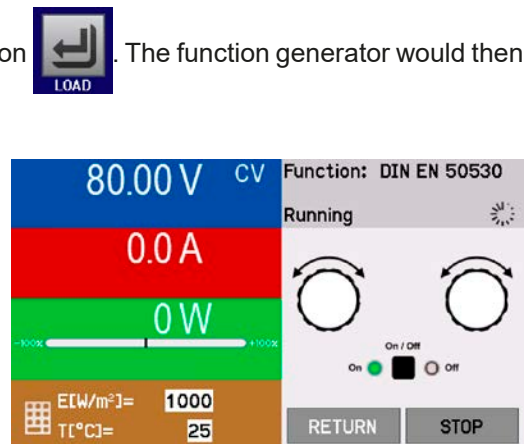 on LOAD . The function generator would then
80.00 V CV
Function: DIN EN 50530
Running
0.0 A
0 W
-100% +100%
On / Off
On Off
E[W/m²]= 1000
T[°C]= 25
RETURN STOP